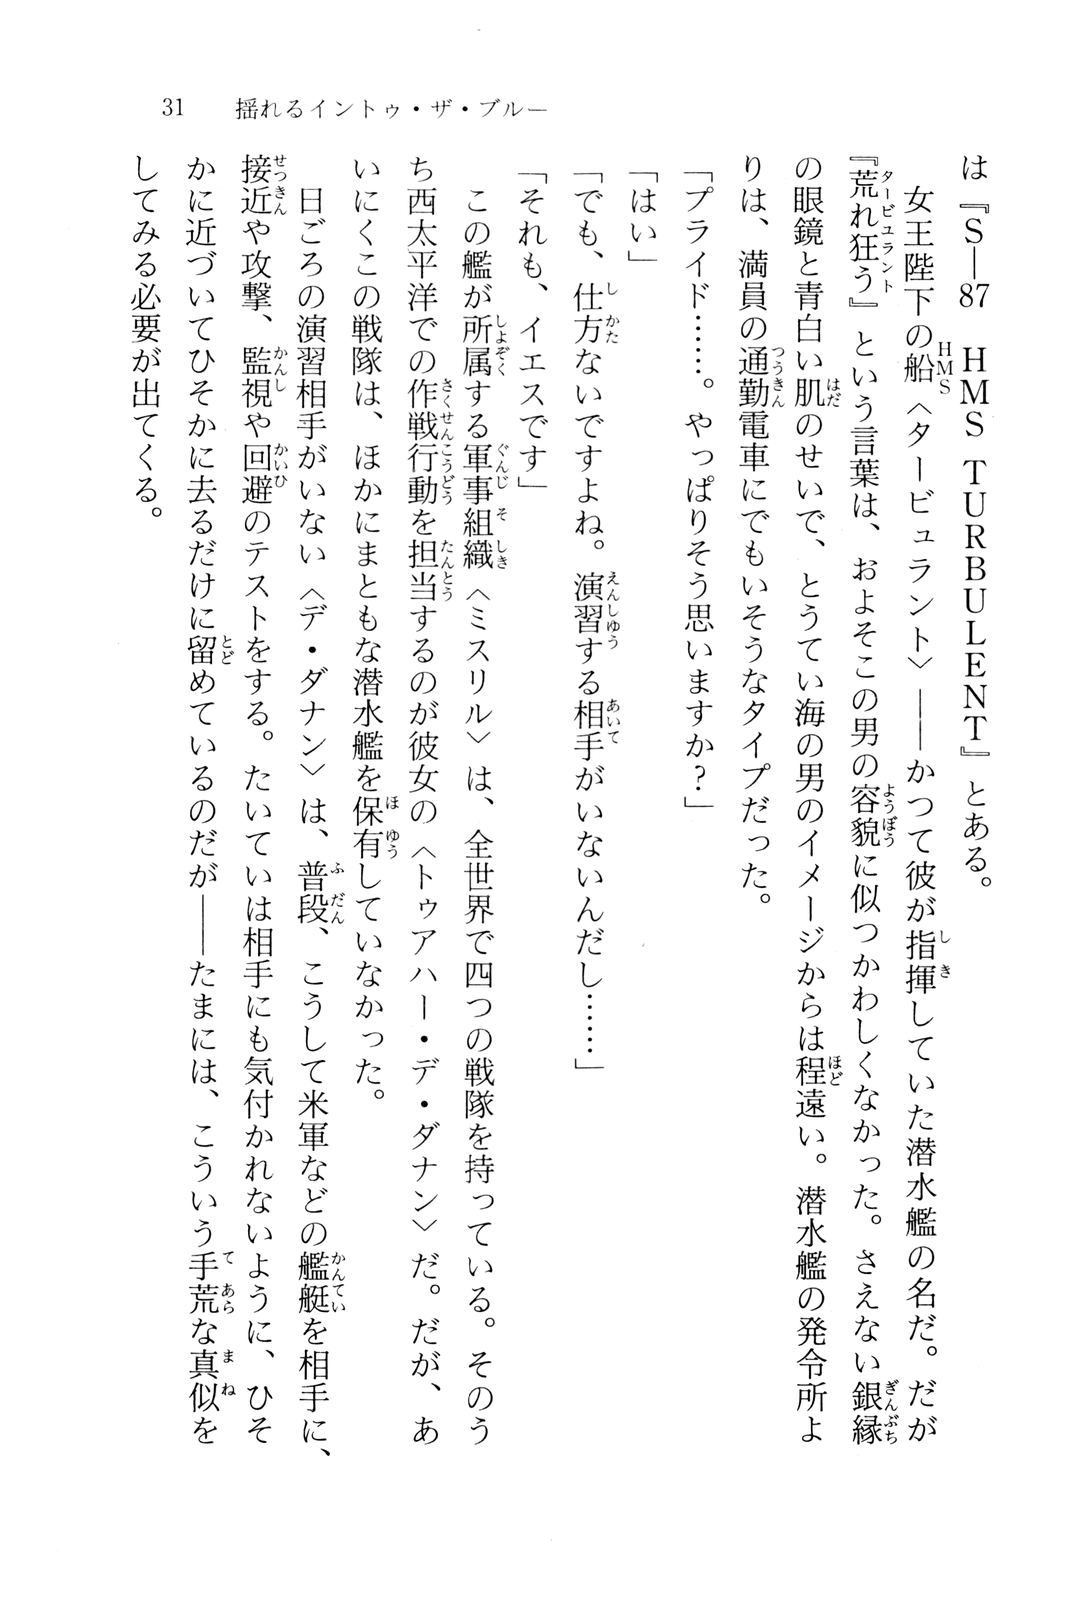 31　揺れるイントゥ・ザ・ブルー
は『S―87　HMS　TURBULENT』とある。
　女王陛下の船〈タービュラント〉――かつて彼が指揮していた潜水艦の名だ。だが
『荒れ狂う』という言葉は、およそこの男の容貌に似つかわしくなかった。さえない銀縁
の眼鏡と青白い肌のせいで、とうてい海の男のイメージからは程遠い。潜水艦の発令所よ
りは、満員の通勤電車にでもいそうなタイプだった。
「プライド……。やっぱりそう思いますか？」
「はい」
「でも、仕方ないですよね。演習する相手がいないんだし……」
「それも、イエスです」
　この艦が所属する軍事組織〈ミスリル〉は、全世界で四つの戦隊を持っている。そのう
ち西太平洋での作戦行動を担当するのが彼女の〈トゥアハー・デ・ダナン〉だ。だが、あ
いにくこの戦隊は、ほかにまともな潜水艦を保有していなかった。
　日ごろの演習相手がいない〈デ・ダナン〉は、普段、こうして米軍などの艦艇を相手に、
接近や攻撃、監視や回避のテストをする。たいていは相手にも気付かれないように、ひそ
かに近づいてひそかに去るだけに留めているのだが――たまには、こういう手荒な真似を
してみる必要が出てくる。